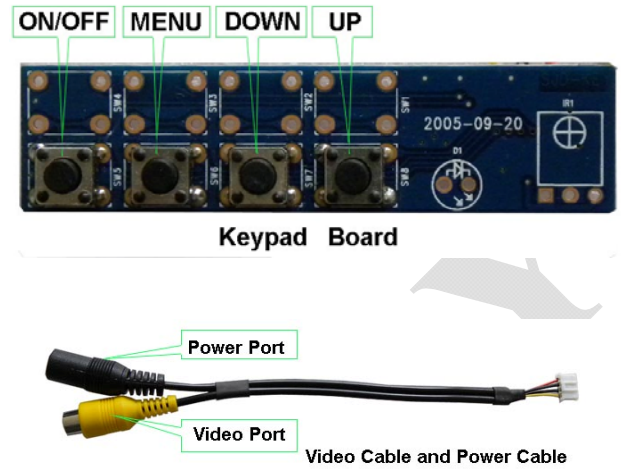 ON/OFF MENU DOWN UP
SW4 SW3 SW2 SW1
IR1
2005-09-20
D1
SW5 SW6 SW7 SW8
Keypad Board
Power Port
Video Port
Video Cable and Power Cable